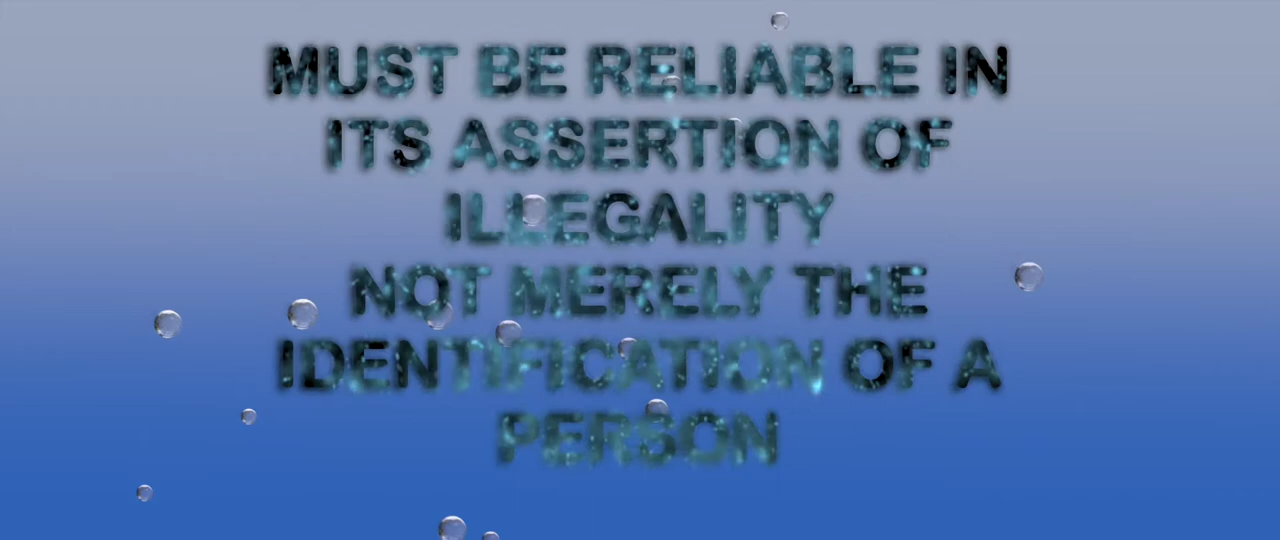 MUST BE RELIABLE IN
ITS ASSERTION OF
ILLEGALITY
NOT MERELY THE
IDENTIFICATION OF A
PERSON